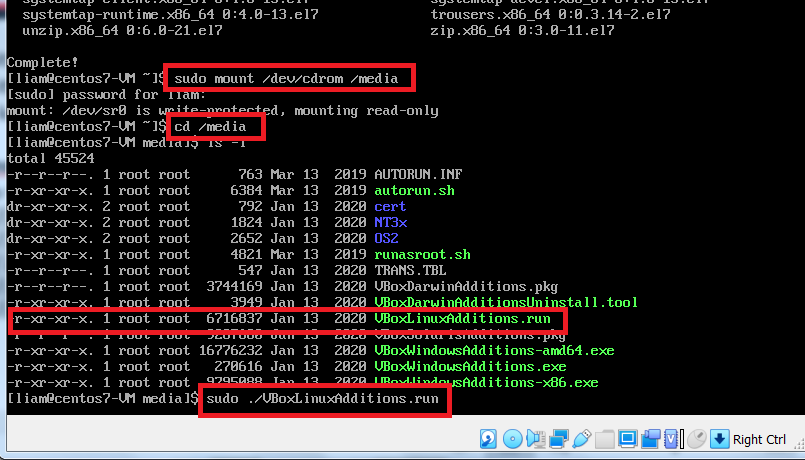 systemtap-runtime.x86_64 0:4.0-13.el7 trousers.x86_64 0:0.3.14-2.el7
unzip.x86_64 0:6.0-21.el7 zip.x86_64 0:3.0-11.el7
Complete!
[liam@centos7-VM ~]$ sudo mount /dev/cdrom /media
[sudo] password for liam:
mount: /dev/sr0 is write-protected, mounting read-only
[liam@centos7-VM ~]$ cd /media
[liam@centos7-VM media]$ ls -l
total 45524
-r--r--r--. 1 root root 763 Mar 13 2019 AUTORUN.INF
-r-xr-xr-x. 1 root root 6384 Mar 13 2019 autorun.sh
dr-xr-xr-x. 2 root root 792 Jan 13 2020 cert
dr-xr-xr-x. 2 root root 1824 Jan 13 2020 NT3x
dr-xr-xr-x. 2 root root 2652 Jan 13 2020 OS2
-r-xr-xr-x. 1 root root 4821 Mar 13 2019 runasroot.sh
-r--r--r--. 1 root root 547 Jan 13 2020 TRANS.TBL
-r--r--r--. 1 root root 3744169 Jan 13 2020 VBoxDarwinAdditions.pkg
-r-xr-xr-x. 1 root root 3949 Jan 13 2020 VBoxDarwinAdditionsUninstall.tool
-r-xr-xr-x. 1 root root 6716837 Jan 13 2020 VBoxLinuxAdditions.run
-r--r--r--. 1 root root 9287688 Jan 13 2020 VBoxSolarisAdditions.pkg
-r-xr-xr-x. 1 root root 16776232 Jan 13 2020 VBoxWindowsAdditions-amd64.exe
-r-xr-xr-x. 1 root root 270616 Jan 13 2020 VBoxWindowsAdditions.exe
-r-xr-xr-x. 1 root root 9795088 Jan 13 2020 VBoxWindowsAdditions-x86.exe
[liam@centos7-VM media]$ sudo ./VBoxLinuxAdditions.run
Right Ctrl